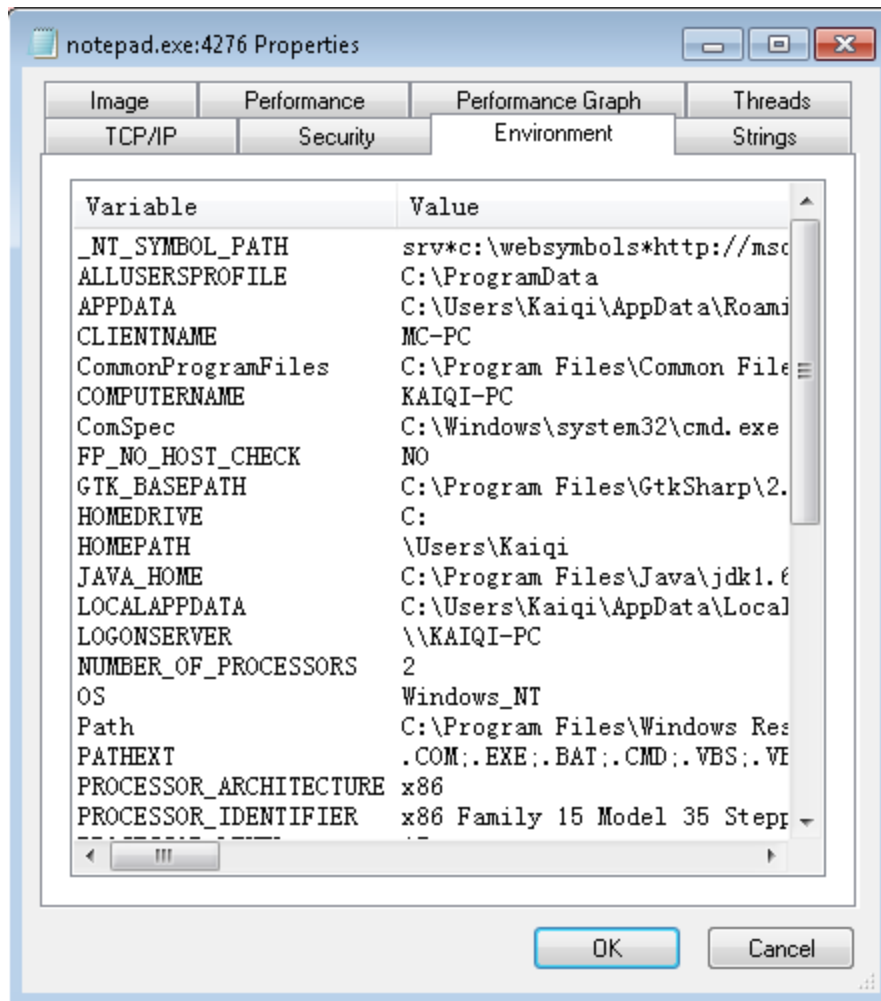 notepad.exe:4276 Properties
Image Performance Performance Graph Threads
TCP/IP Security Environment Strings
Variable Value
_NT_SYMBOL_PATH srv*c:\websymbols*http://msd
ALLUSERSPROFILE C:\ProgramData
APPDATA C:\Users\Kaiqi\AppData\Roami
CLIENTNAME MC-PC
CommonProgramFiles C:\Program Files\Common File
COMPUTERNAME KAIQI-PC
ComSpec C:\Windows\system32\cmd.exe
FP_NO_HOST_CHECK NO
GTK_BASEPATH C:\Program Files\GtkSharp\2.
HOMEDRIVE C:
HOMEPATH \Users\Kaiqi
JAVA_HOME C:\Program Files\Java\jdk1.6
LOCALAPPDATA C:\Users\Kaiqi\AppData\Local
LOGONSERVER \\KAIQI-PC
NUMBER_OF_PROCESSORS 2
OS Windows_NT
Path C:\Program Files\Windows Res
PATHEXT .COM;.EXE;.BAT;.CMD;.VBS;.VB
PROCESSOR_ARCHITECTURE x86
PROCESSOR_IDENTIFIER x86 Family 15 Model 35 Stepp
OK Cancel